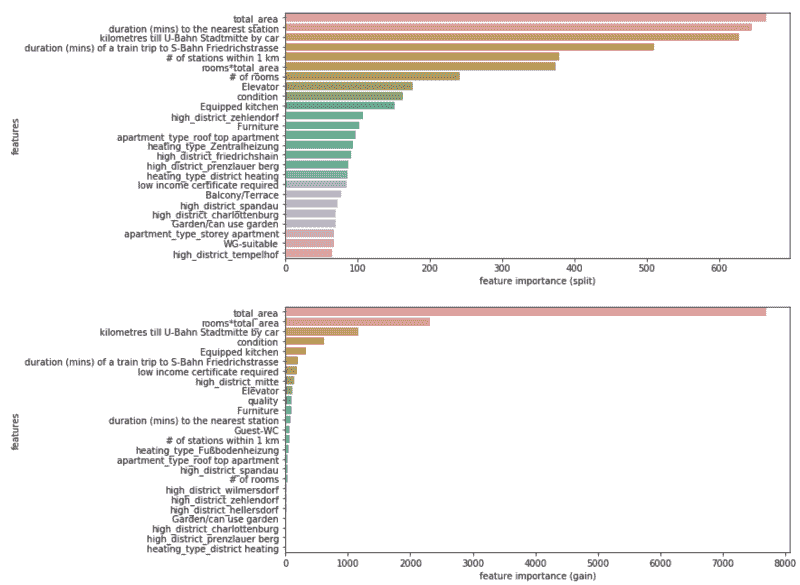 total_area
duration (mins) to the nearest station
kilometres till U-Bahn Stadtmitte by car
duration (mins) of a train trip to S-Bahn Friedrichstrasse
# of stations within 1 km
rooms*total_area
# of rooms
Elevator
condition
Equipped kitchen
high_district_zehlendorf
Furniture
apartment_type_roof top apartment
heating_type_Zentralheizung
high_district_friedrichshain
high_district_prenzlauer berg
heating_type_district heating
low income certificate required
Balcony/Terrace
high_district_spandau
high_district_charlottenburg
Garden/can use garden
apartment_type_storey apartment
WG-suitable
high_district_tempelhof
features
0 100 200 300 400 500 600
feature importance (split)
total_area
rooms*total_area
kilometres till U-Bahn Stadtmitte by car
condition
Equipped kitchen
duration (mins) of a train trip to S-Bahn Friedrichstrasse
low income certificate required
high_district_mitte
Elevator
quality
Furniture
duration (mins) to the nearest station
Guest-WC
# of stations within 1 km
heating_type_Fußbodenheizung
apartment_type_roof top apartment
high_district_spandau
# of rooms
high_district_wilmersdorf
high_district_zehlendorf
high_district_hellersdorf
Garden/can use garden
high_district_charlottenburg
high_district_prenzlauer berg
heating_type_district heating
features
0 1000 2000 3000 4000 5000 6000 7000 8000
feature importance (gain)